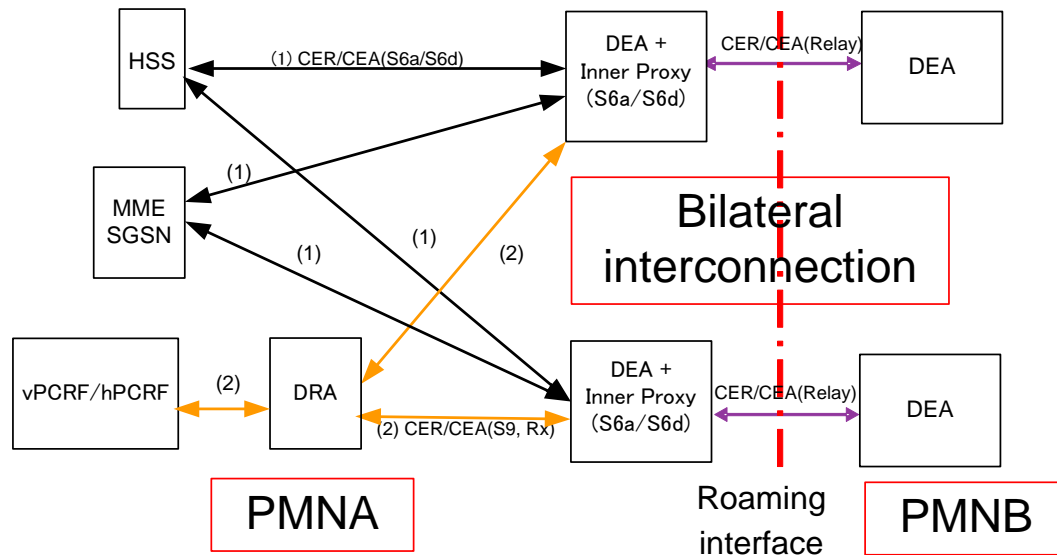 HSS
(1) CER/CEA(S6a/S6d)
DEA +
Inner Proxy
(S6a/S6d)
CER/CEA(Relay)
DEA
MME
SGSN
(1)
(1)
(1)
(2)
Bilateral
interconnection
vPCRF/hPCRF
(2)
DRA
(2) CER/CEA(S9, Rx)
DEA +
Inner Proxy
(S6a/S6d)
CER/CEA(Relay)
DEA
PMNA
Roaming
interface
PMNB